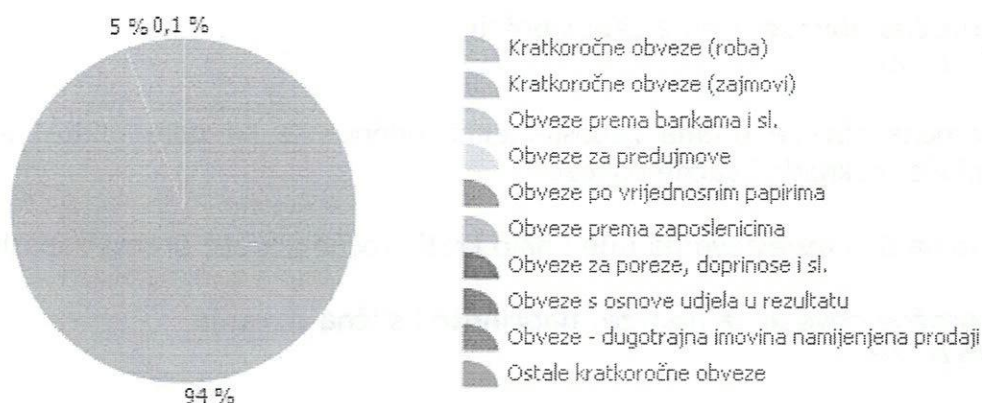 5 % 0,1 %
Kratkoročne obveze (roba)
Kratkoročne obveze (zajmovi)
Obveze prema bankama i sl.
Obveze za predujmove
Obveze po vrijednosnim papirima
Obveze prema zaposlenicima
Obveze za poreze, doprinose i sl.
Obveze s osnove udjela u rezultatu
Obveze - dugotrajna imovina namijenjena prodaji
Ostale kratkoročne obveze
94 %